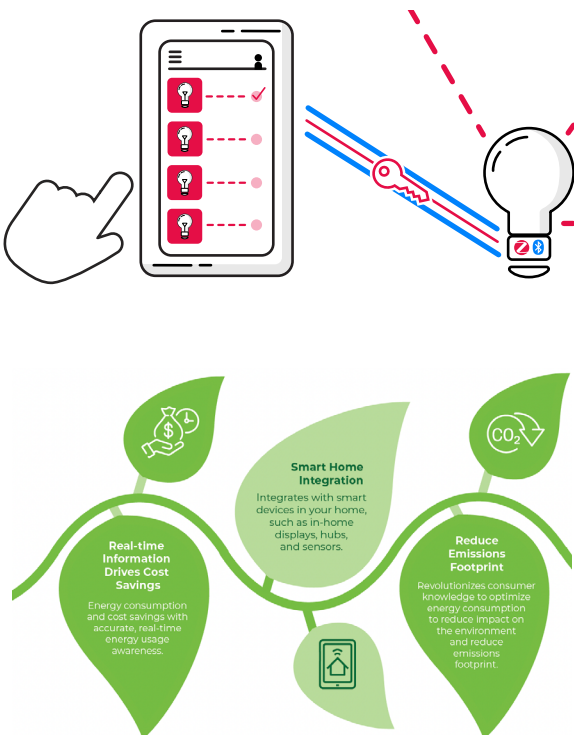 Smart Home
Integration
Integrates with smart
devices in your home,
such as in-home
displays, hubs,
and sensors.
Real-time
Information
Drives Cost
Savings
Energy consumption
and cost savings with
accurate, real-time
energy usage
awareness.
Reduce
Emissions
Footprint
Revolutionizes consumer
knowledge to optimize
energy consumption
to reduce impact on
the environment
and reduce
emissions
footprint.
$
CO₂